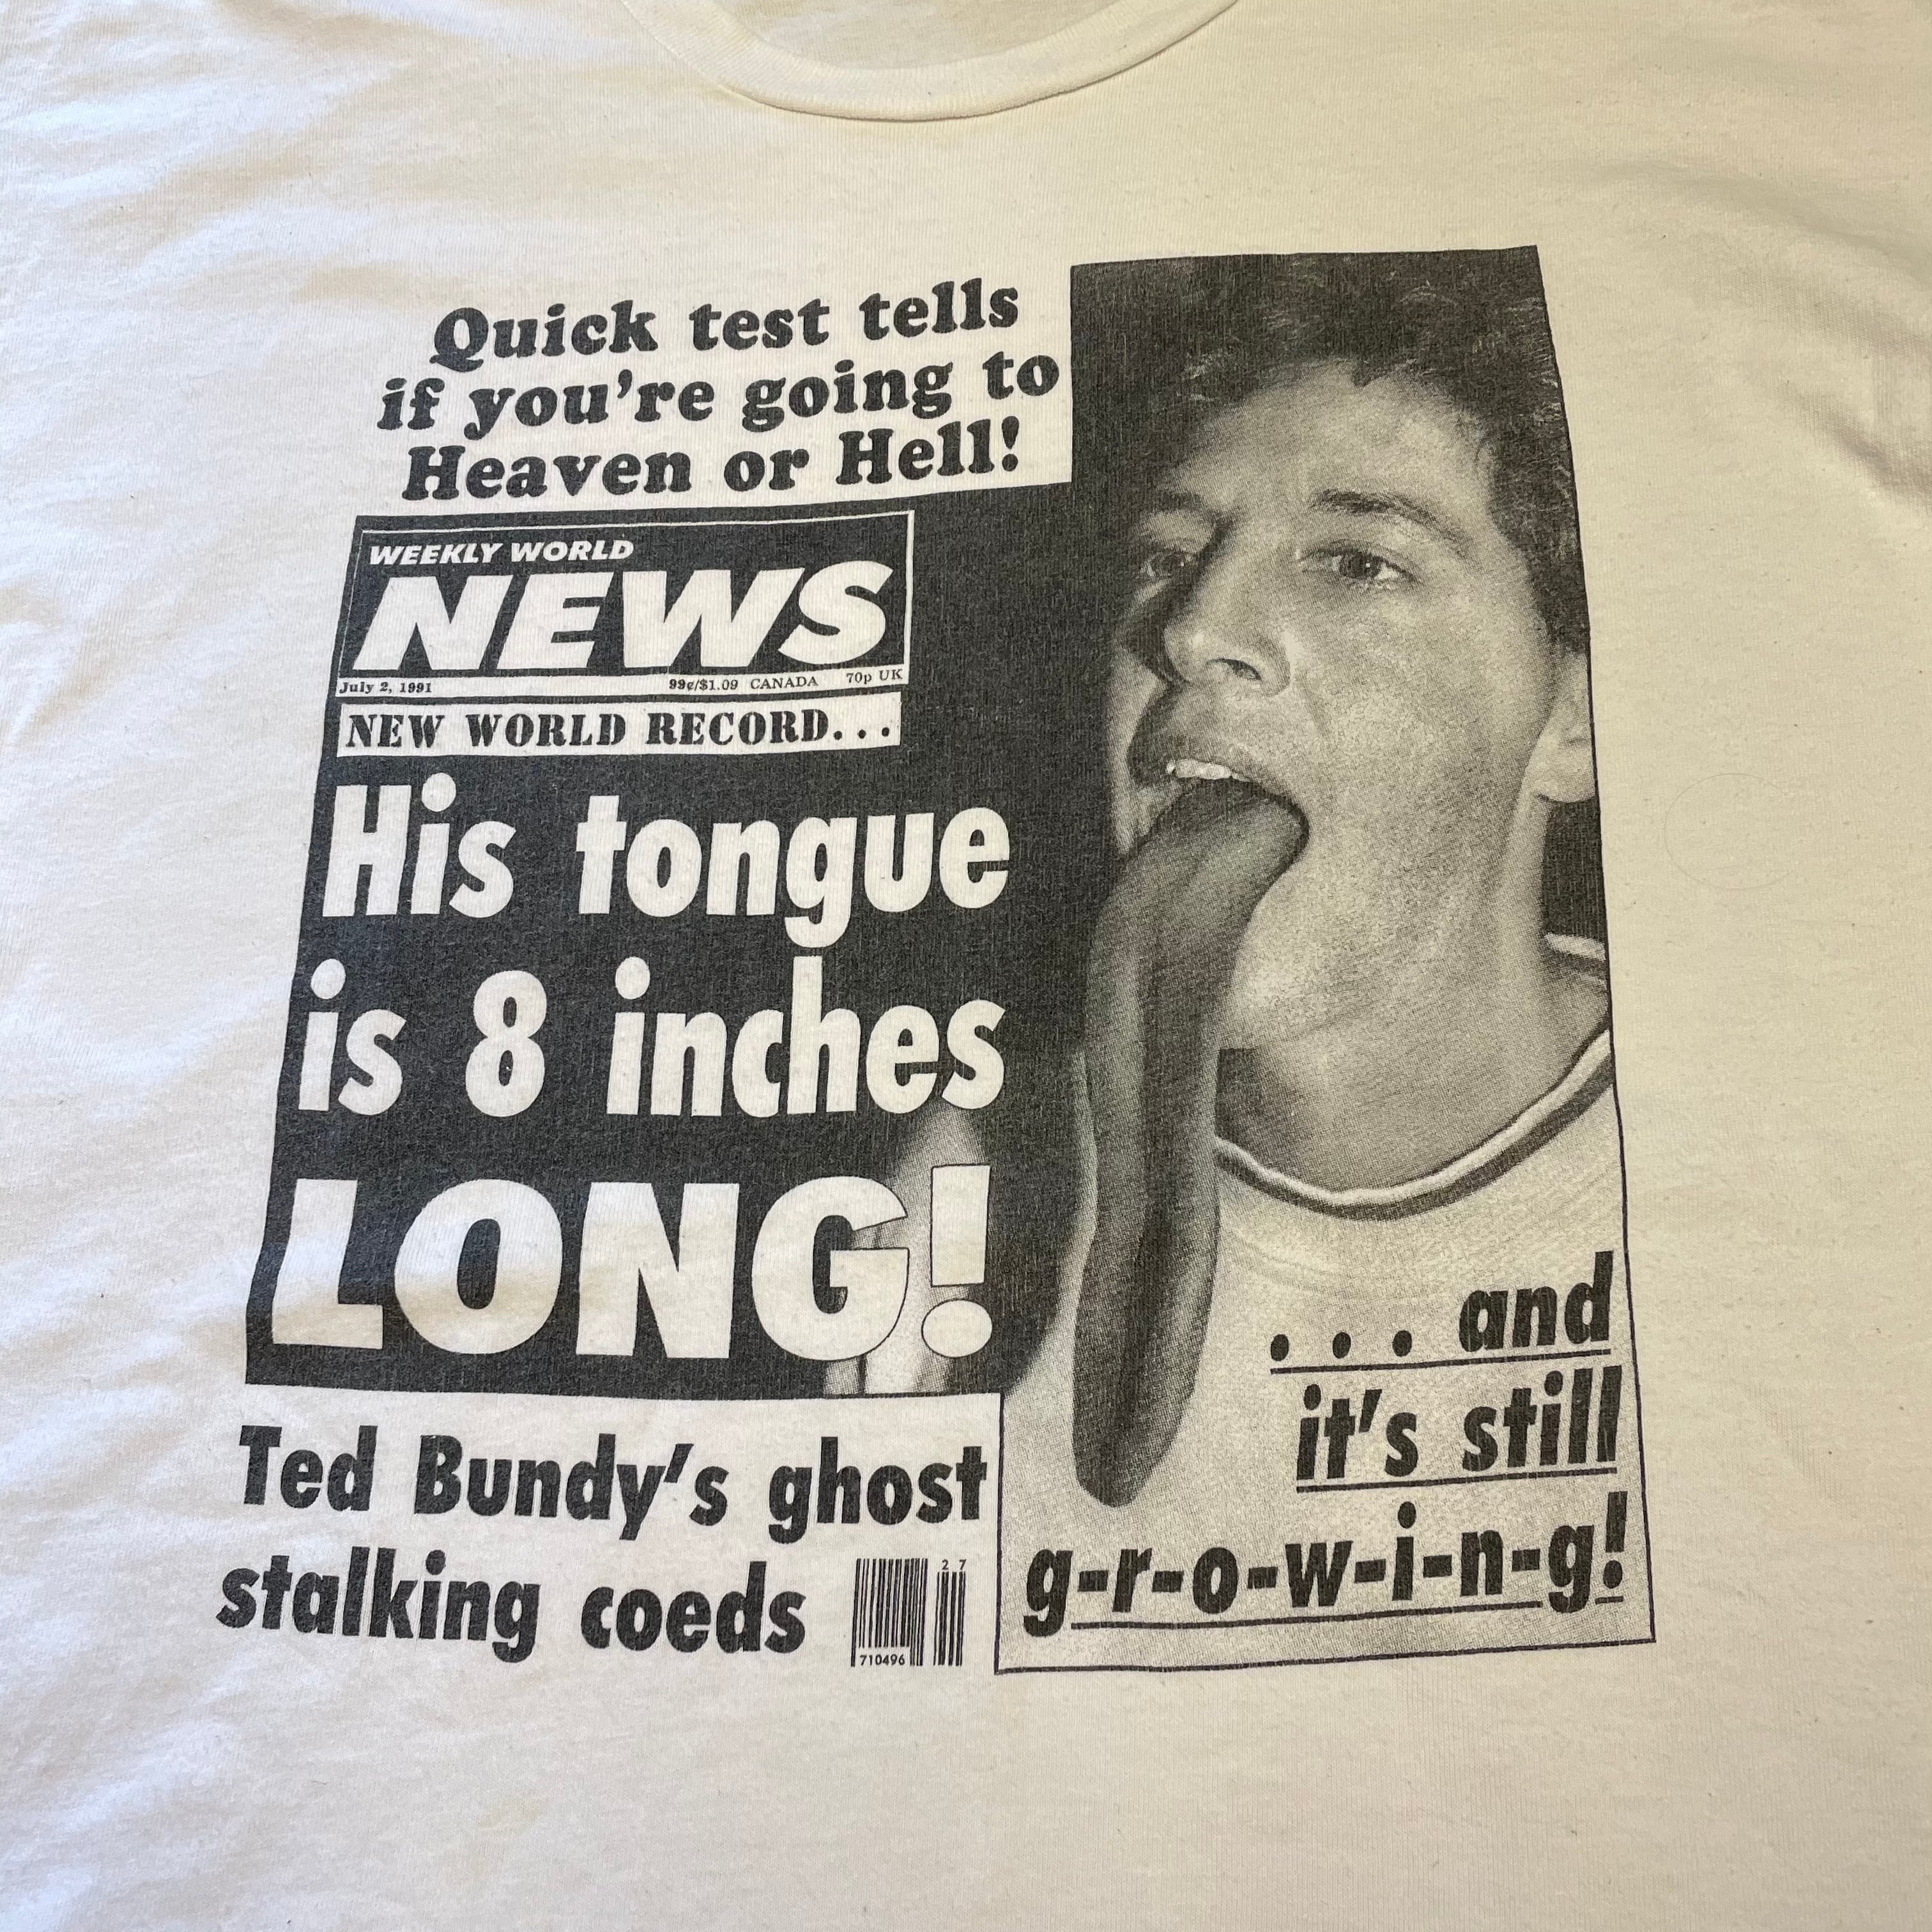 Quick test tells
if you're going to
Heaven or Hell!
WEEKLY WORLD
NEWS
July 2, 1991 99¢/$1.09 CANADA 70p UK
NEW WORLD RECORD...
His tongue
is 8 inches
LONG!
. . . and
it's still
g-r-o-w-i-n-g!
Ted Bundy's ghost
stalking coeds
27
710496